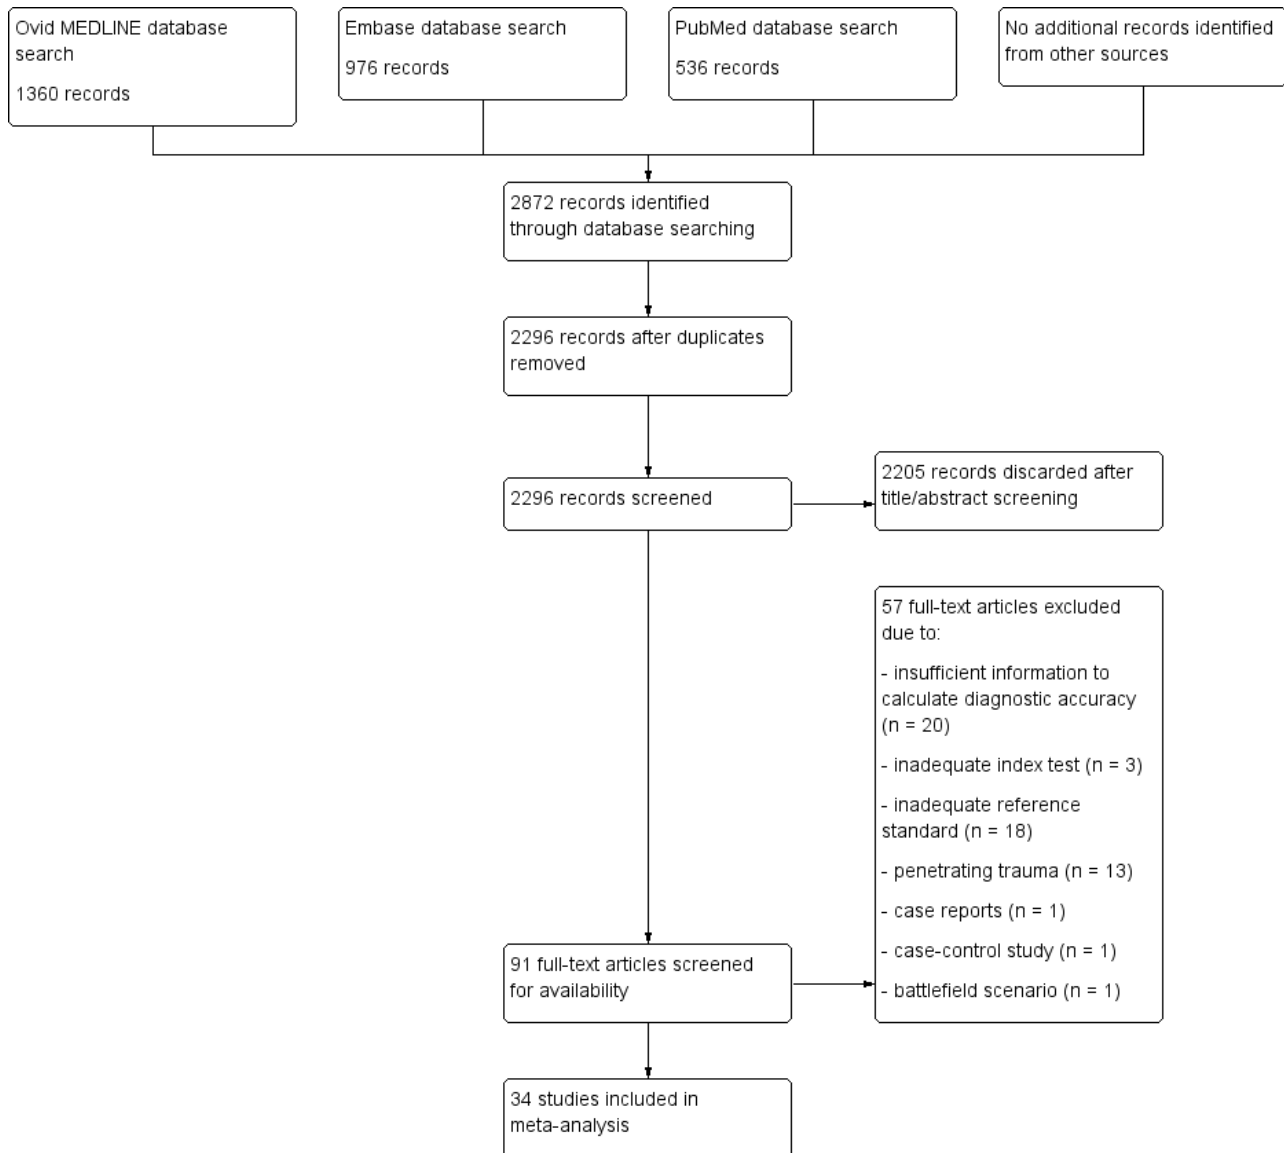 Ovid MEDLINE database
search
1360 records
Embase database search
976 records
PubMed database search
536 records
No additional records identified
from other sources
2872 records identified
through database searching
2296 records after duplicates
removed
2296 records screened
2205 records discarded after
title/abstract screening
57 full-text articles excluded
due to:
- insufficient information to
calculate diagnostic accuracy
(n = 20)
- inadequate index test (n = 3)
- inadequate reference
standard (n = 18)
- penetrating trauma (n = 13)
- case reports (n = 1)
- case-control study (n = 1)
- battlefield scenario (n = 1)
91 full-text articles screened
for availability
34 studies included in
meta-analysis